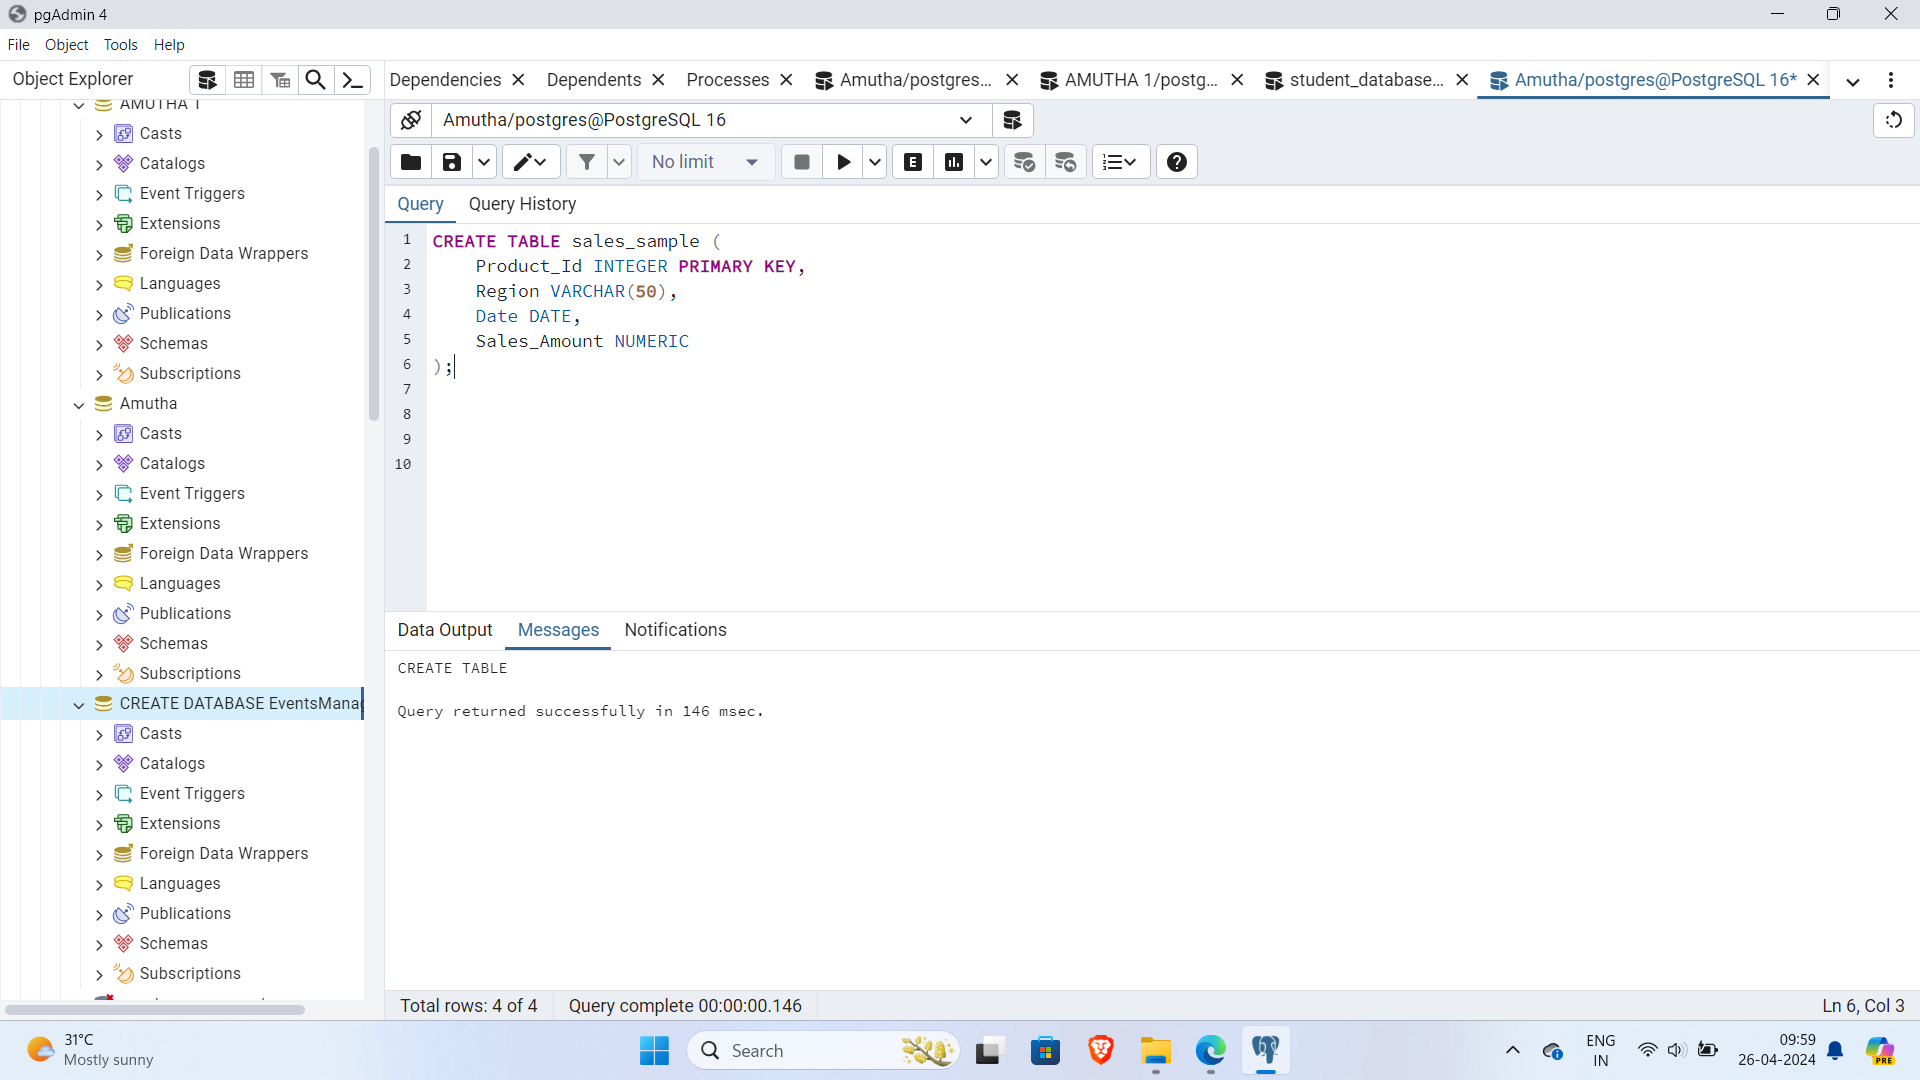 pgAdmin 4
File Object Tools Help
Object Explorer
Dependencies Dependents Processes Amutha/postgres... AMUTHA 1/postg... student_database... Amutha/postgres@PostgreSQL 16*
AMUTHA 1
Casts
Catalogs
Event Triggers
Extensions
Foreign Data Wrappers
Languages
Publications
Schemas
Subscriptions
Amutha
Casts
Catalogs
Event Triggers
Extensions
Foreign Data Wrappers
Languages
Publications
Schemas
Subscriptions
CREATE DATABASE EventsMana
Casts
Catalogs
Event Triggers
Extensions
Foreign Data Wrappers
Languages
Publications
Schemas
Subscriptions
Amutha/postgres@PostgreSQL 16
No limit
E
Query Query History
1 CREATE TABLE sales_sample (
2 Product_Id INTEGER PRIMARY KEY,
3 Region VARCHAR(50),
4 Date DATE,
5 Sales_Amount NUMERIC
6 );
7
8
9
10
Data Output Messages Notifications
CREATE TABLE
Query returned successfully in 146 msec.
Total rows: 4 of 4 Query complete 00:00:00.146 Ln 6, Col 3
31°C
Mostly sunny
Search
ENG
IN
09:59
26-04-2024
PRE